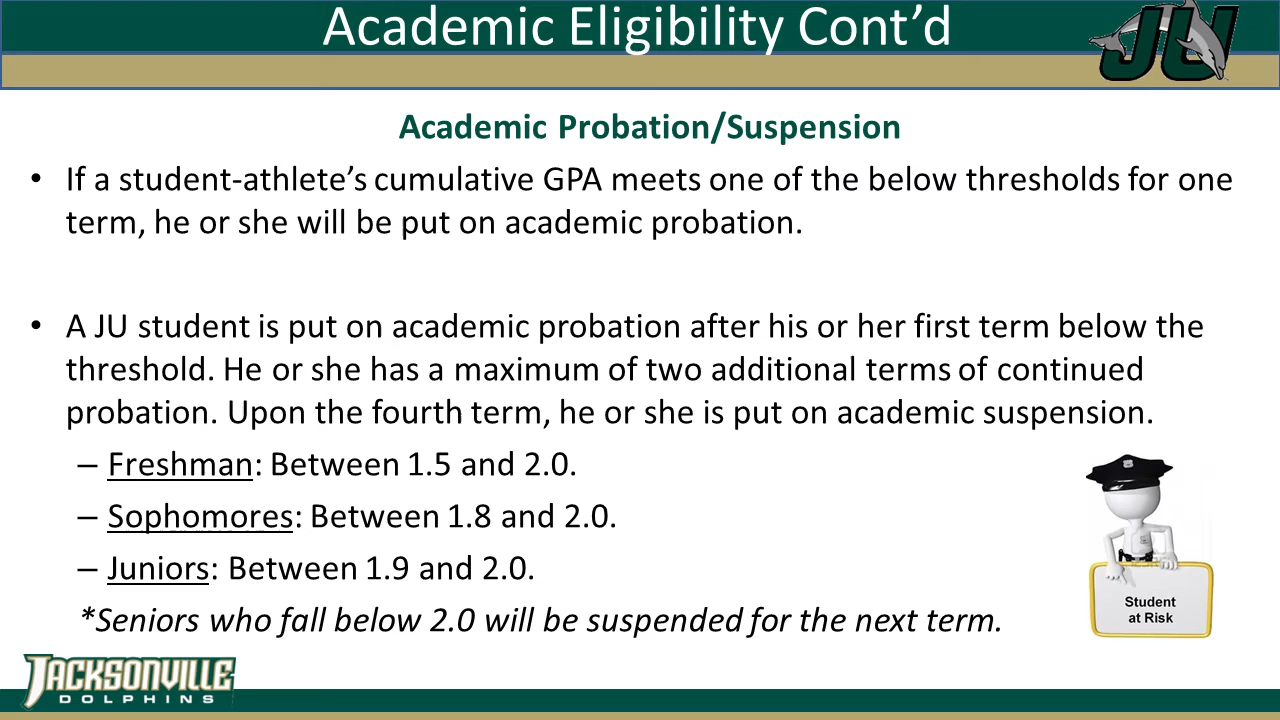 Academic Eligibility Cont’d
JU
Academic Probation/Suspension
• If a student-athlete’s cumulative GPA meets one of the below thresholds for one
term, he or she will be put on academic probation.
• A JU student is put on academic probation after his or her first term below the
threshold. He or she has a maximum of two additional terms of continued
probation. Upon the fourth term, he or she is put on academic suspension.
– Freshman: Between 1.5 and 2.0.
– Sophomores: Between 1.8 and 2.0.
– Juniors: Between 1.9 and 2.0.
*Seniors who fall below 2.0 will be suspended for the next term.
Student
at Risk
JACKSONVILLE
DOLPHINS